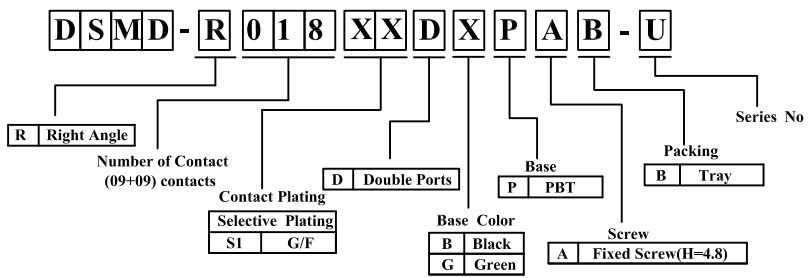 DSMD-R018XXDXPAB-U
Series No
R Right Angle
Number of Contact
(09+09) contacts
Packing
B Tray
Base
P PBT
D Double Ports
Contact Plating
Selective Plating
S1 G/F
Base Color
B Black
G Green
Screw
A Fixed Screw(H=4.8)